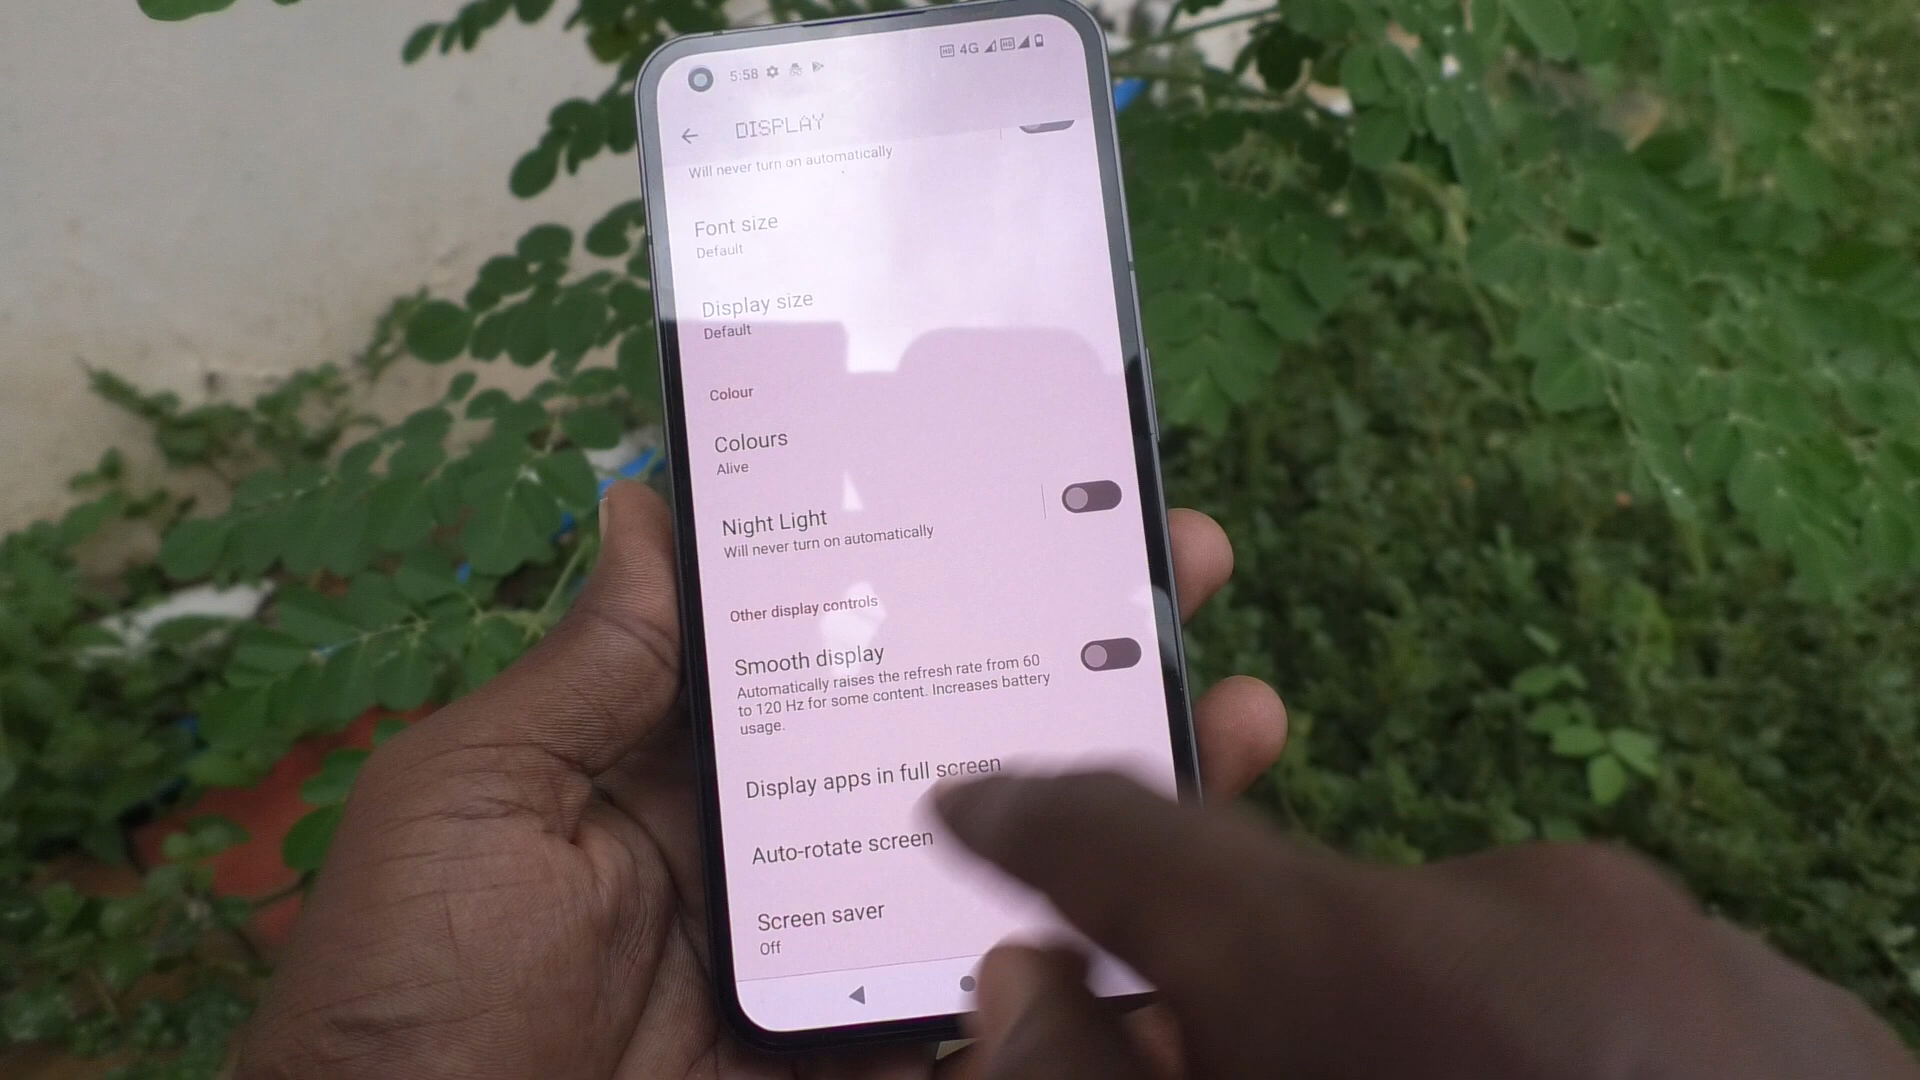 5:58
HD 4G HD
DISPLAY
Will never turn on automatically
Font size
Default
Display size
Default
Colour
Colours
Alive
Night Light
Will never turn on automatically
Other display controls
Smooth display
Automatically raises the refresh rate from 60
to 120 Hz for some content. Increases battery
usage.
Display apps in full screen
Auto-rotate screen
Screen saver
Off